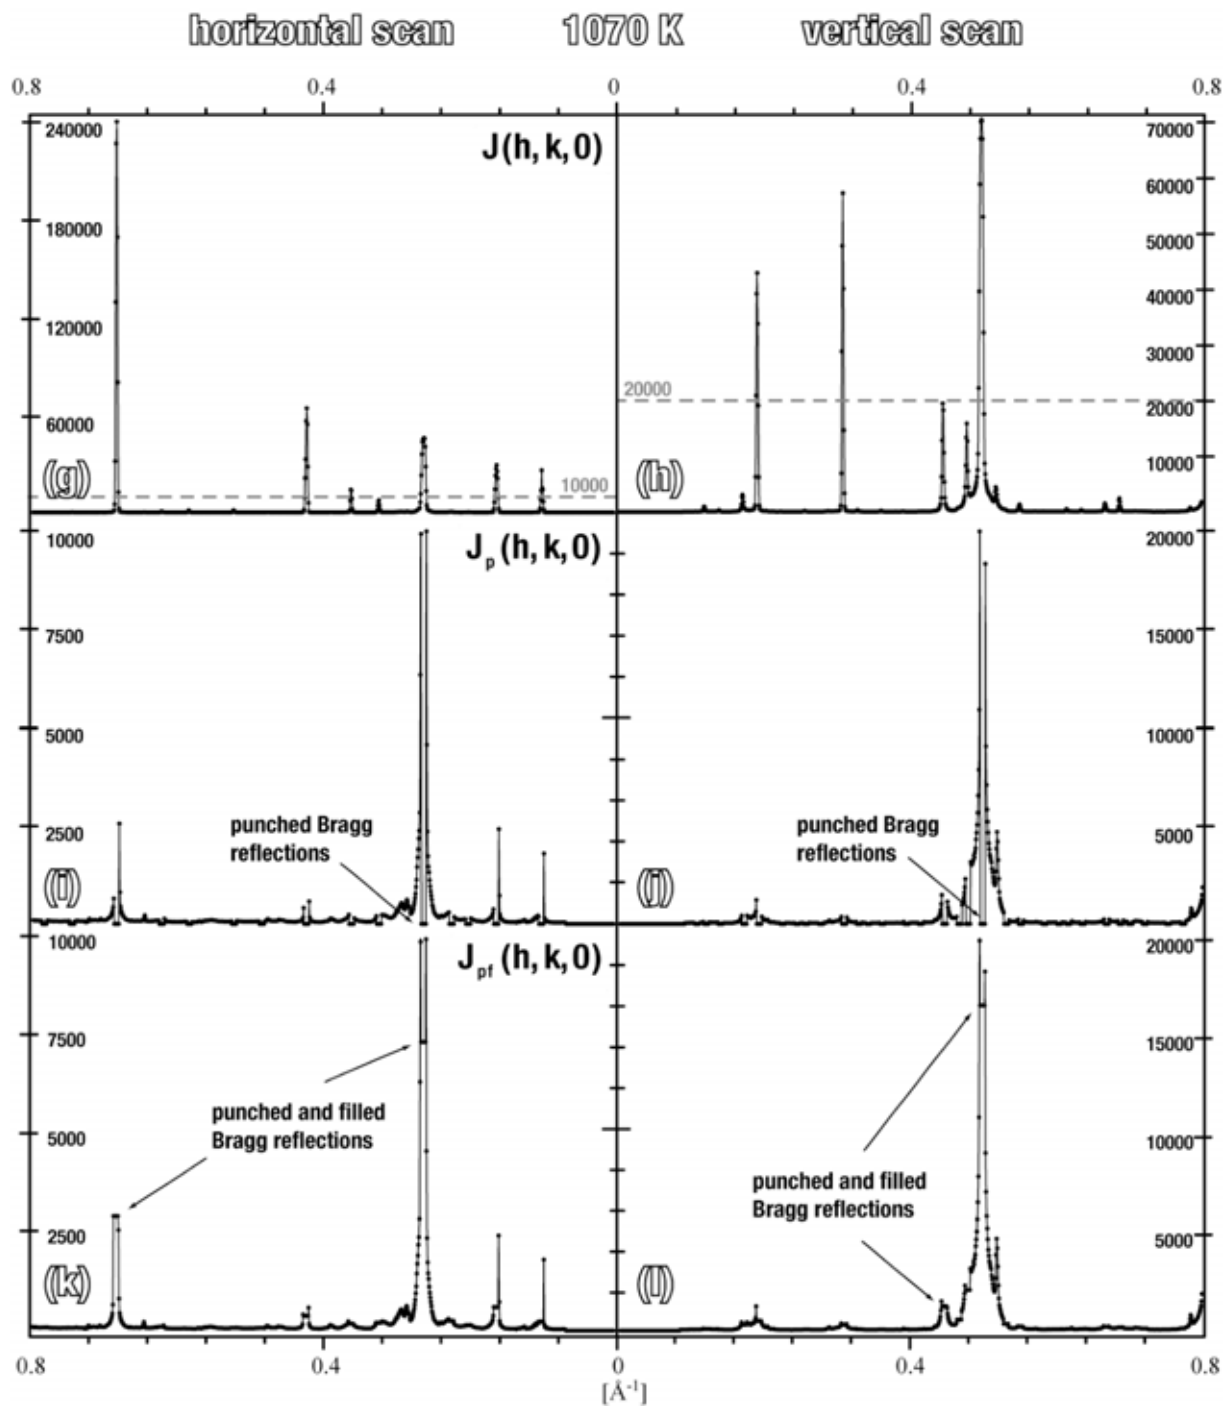 horizontal scan 1070 K vertical scan
0.8 0.4 0 0.4 0.8
240000 J(h, k, 0) 70000
60000
180000
50000
40000
120000
30000
20000
60000 20000
(g) 10000 (h) 10000
10000 J_p (h, k, 0) 20000
7500 15000
5000 10000
2500 punched Bragg punched Bragg 5000
reflections reflections
(i) (j)
10000 J_pf (h, k, 0) 20000
7500 15000
punched and filled
Bragg reflections
5000 10000
punched and filled
Bragg reflections
2500 5000
(k) (l)
0.8 0.4 0 0.4 0.8
[Å⁻¹]